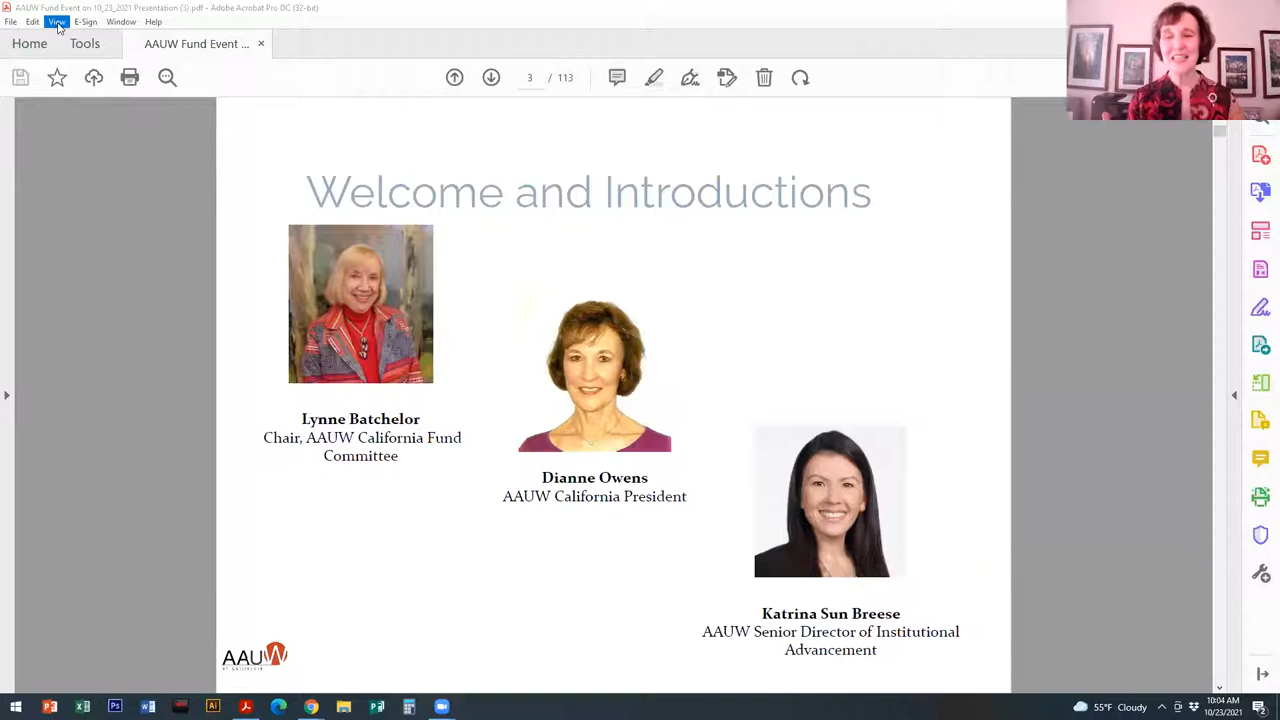 AAUW Fund Event on 10_23_2021 Presentation (3).pdf - Adobe Acrobat Pro DC (32-bit)
File Edit View E-Sign Window Help
Home Tools AAUW Fund Event ... ×
3 / 113
Welcome and Introductions
Lynne Batchelor
Chair, AAUW California Fund
Committee
Dianne Owens
AAUW California President
Katrina Sun Breese
AAUW Senior Director of Institutional
Advancement
AAUW
55°F Cloudy
10:04 AM
10/23/2021
2